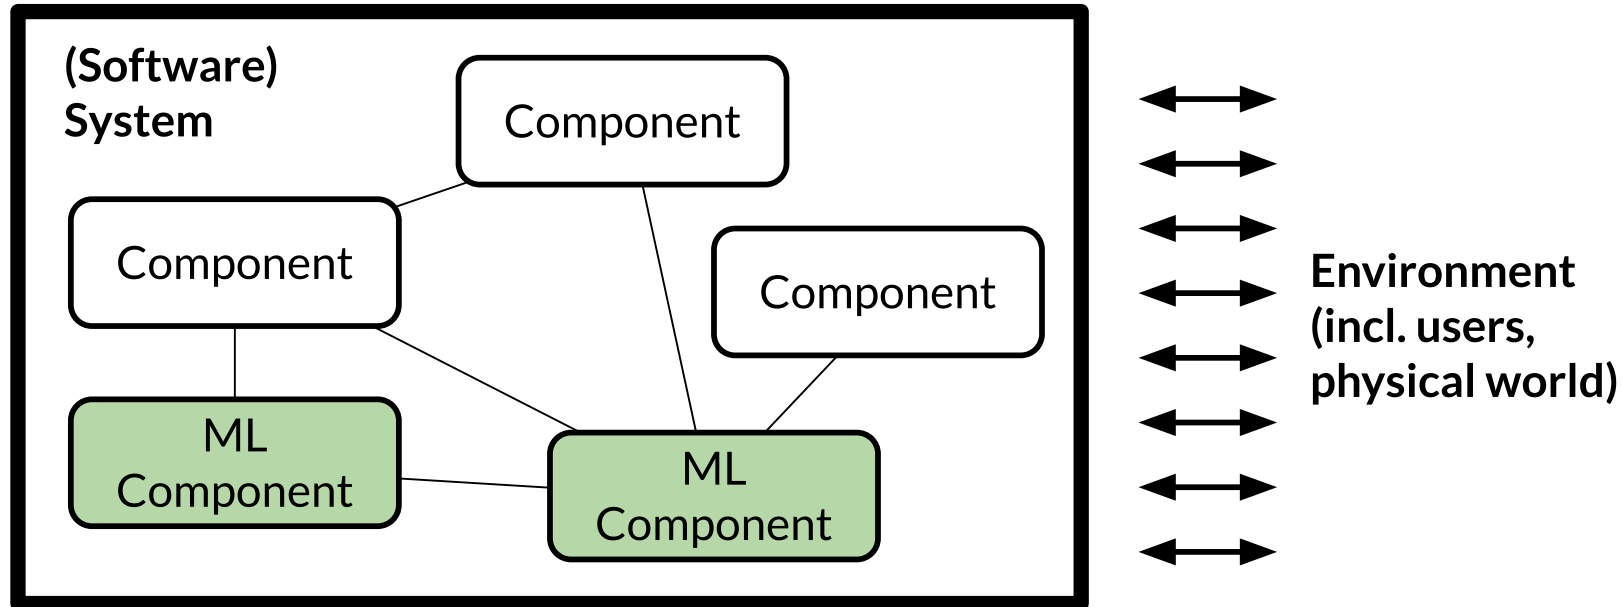 (Software)
System
Component
Component
Component
ML
Component
ML
Component
Environment
(incl. users,
physical world)